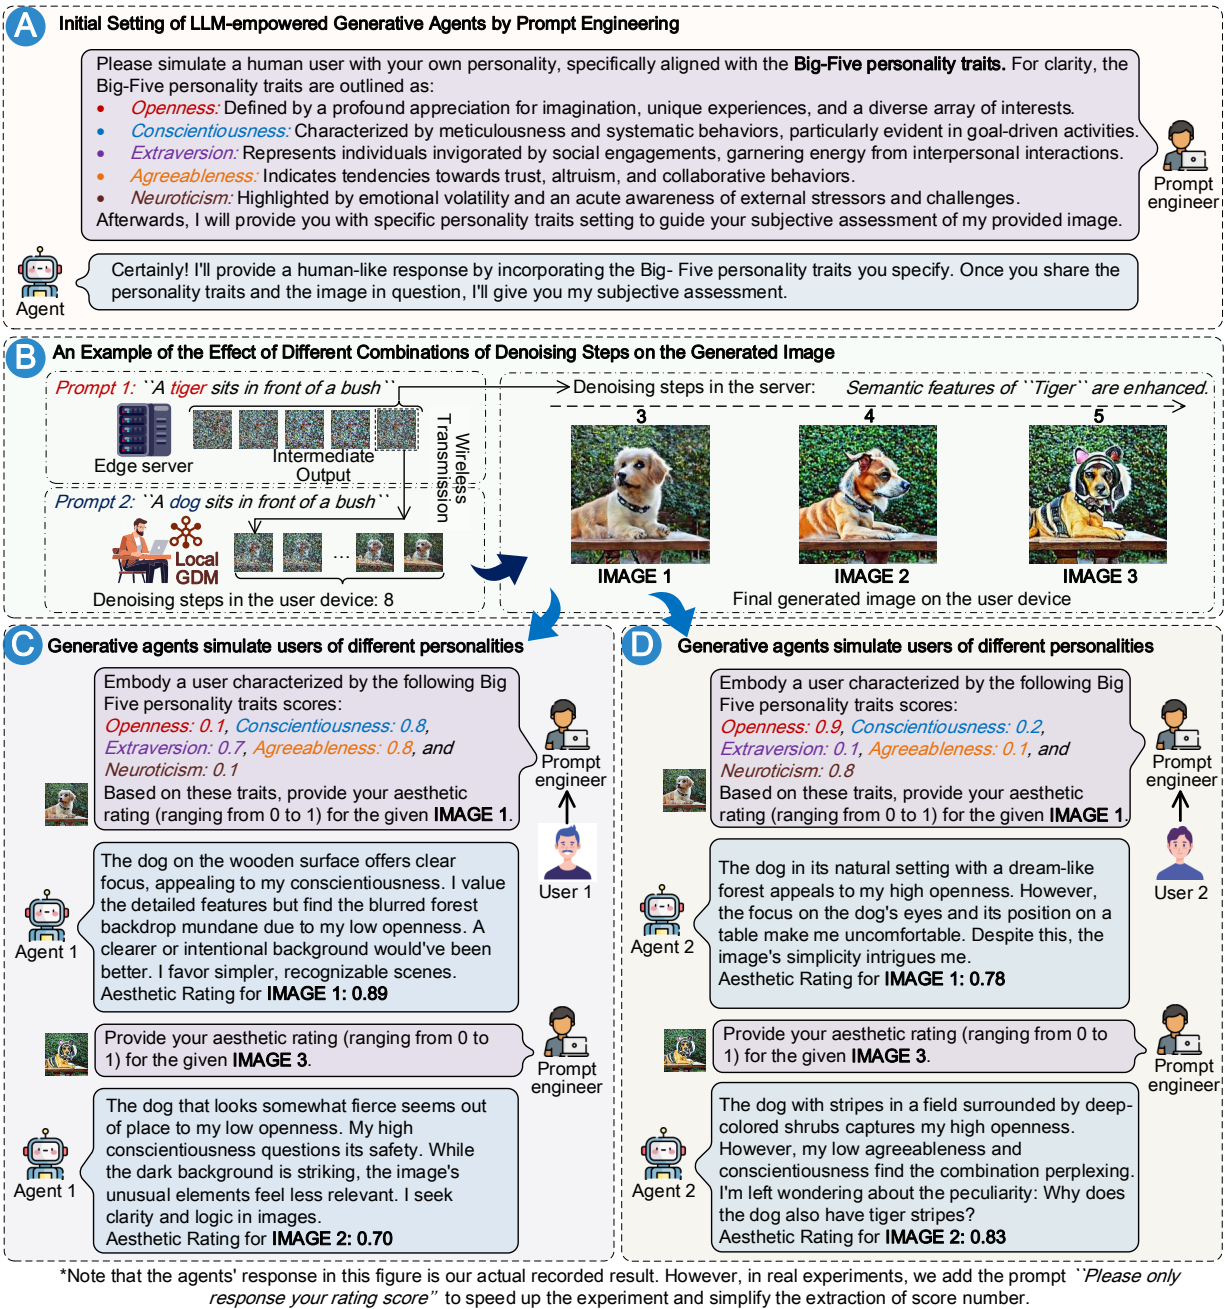 A Initial Setting of LLM-empowered Generative Agents by Prompt Engineering
Please simulate a human user with your own personality, specifically aligned with the Big-Five personality traits. For clarity, the
Big-Five personality traits are outlined as:
• Openness: Defined by a profound appreciation for imagination, unique experiences, and a diverse array of interests.
• Conscientiousness: Characterized by meticulousness and systematic behaviors, particularly evident in goal-driven activities.
• Extraversion: Represents individuals invigorated by social engagements, garnering energy from interpersonal interactions.
• Agreeableness: Indicates tendencies towards trust, altruism, and collaborative behaviors.
• Neuroticism: Highlighted by emotional volatility and an acute awareness of external stressors and challenges.
Afterwards, I will provide you with specific personality traits setting to guide your subjective assessment of my provided image.
Prompt
engineer
Certainly! I'll provide a human-like response by incorporating the Big- Five personality traits you specify. Once you share the
personality traits and the image in question, I'll give you my subjective assessment.
Agent
B An Example of the Effect of Different Combinations of Denoising Steps on the Generated Image
Prompt 1: ``A tiger sits in front of a bush``
Edge server
Intermediate
Output
Wireless
Transmission
Prompt 2: ``A dog sits in front of a bush``
Local
GDM
...
Denoising steps in the user device: 8
Denoising steps in the server:
Semantic features of ``Tiger`` are enhanced.
3
4
5
IMAGE 1
IMAGE 2
IMAGE 3
Final generated image on the user device
C Generative agents simulate users of different personalities
Embody a user characterized by the following Big
Five personality traits scores:
Openness: 0.1, Conscientiousness: 0.8,
Extraversion: 0.7, Agreeableness: 0.8, and
Neuroticism: 0.1
Based on these traits, provide your aesthetic
rating (ranging from 0 to 1) for the given IMAGE 1.
Prompt
engineer
User 1
The dog on the wooden surface offers clear
focus, appealing to my conscientiousness. I value
the detailed features but find the blurred forest
backdrop mundane due to my low openness. A
clearer or intentional background would've been
better. I favor simpler, recognizable scenes.
Aesthetic Rating for IMAGE 1: 0.89
Agent 1
Provide your aesthetic rating (ranging from 0 to
1) for the given IMAGE 3.
Prompt
engineer
The dog that looks somewhat fierce seems out
of place to my low openness. My high
conscientiousness questions its safety. While
the dark background is striking, the image's
unusual elements feel less relevant. I seek
clarity and logic in images.
Aesthetic Rating for IMAGE 2: 0.70
Agent 1
D Generative agents simulate users of different personalities
Embody a user characterized by the following Big
Five personality traits scores:
Openness: 0.9, Conscientiousness: 0.2,
Extraversion: 0.1, Agreeableness: 0.1, and
Neuroticism: 0.8
Based on these traits, provide your aesthetic
rating (ranging from 0 to 1) for the given IMAGE 1.
Prompt
engineer
User 2
The dog in its natural setting with a dream-like
forest appeals to my high openness. However,
the focus on the dog's eyes and its position on a
table make me uncomfortable. Despite this, the
image's simplicity intrigues me.
Aesthetic Rating for IMAGE 1: 0.78
Agent 2
Provide your aesthetic rating (ranging from 0 to
1) for the given IMAGE 3.
Prompt
engineer
The dog with stripes in a field surrounded by deep-
colored shrubs captures my high openness.
However, my low agreeableness and
conscientiousness find the combination perplexing.
I'm left wondering about the peculiarity: Why does
the dog also have tiger stripes?
Aesthetic Rating for IMAGE 2: 0.83
Agent 2
*Note that the agents' response in this figure is our actual recorded result. However, in real experiments, we add the prompt ``Please only
response your rating score'' to speed up the experiment and simplify the extraction of score number.